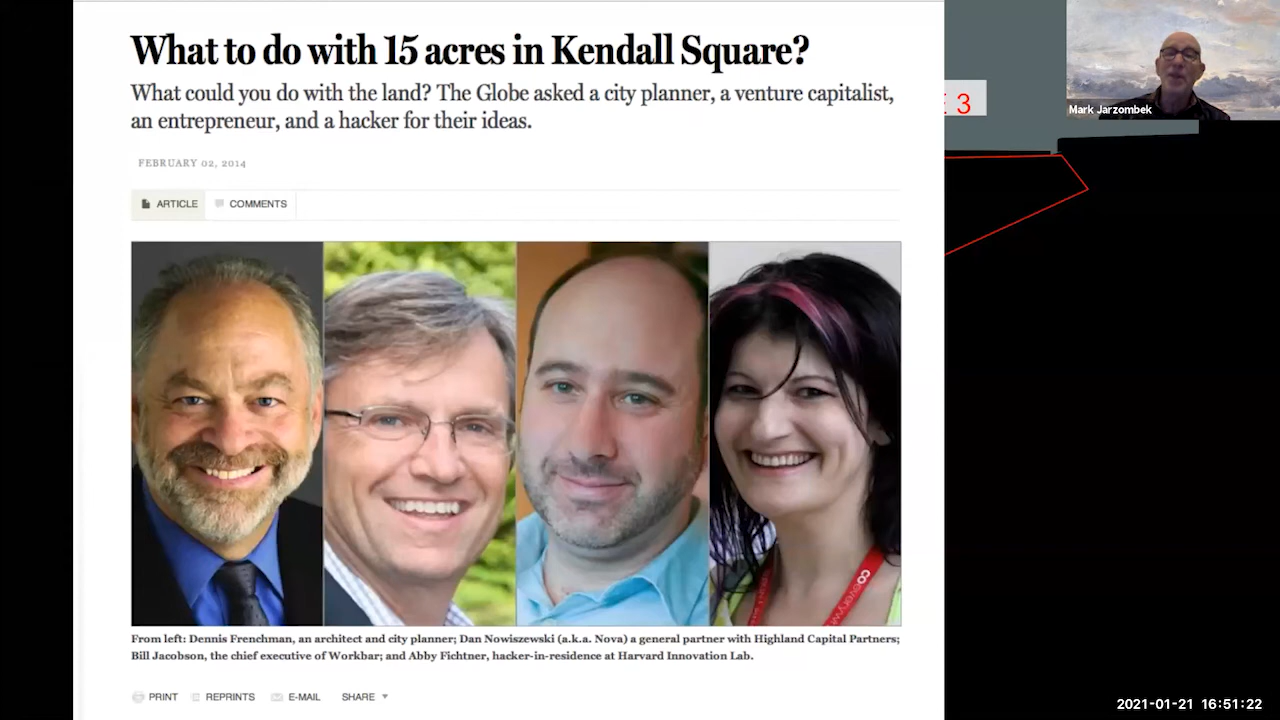 What to do with 15 acres in Kendall Square?
What could you do with the land? The Globe asked a city planner, a venture capitalist,
an entrepreneur, and a hacker for their ideas.
FEBRUARY 02, 2014
ARTICLE COMMENTS
From left: Dennis Frenchman, an architect and city planner; Dan Nowiszewski (a.k.a. Nova) a general partner with Highland Capital Partners;
Bill Jacobson, the chief executive of Workbar; and Abby Fichtner, hacker-in-residence at Harvard Innovation Lab.
PRINT REPRINTS E-MAIL SHARE
3
Mark Jarzombek
2021-01-21 16:51:22